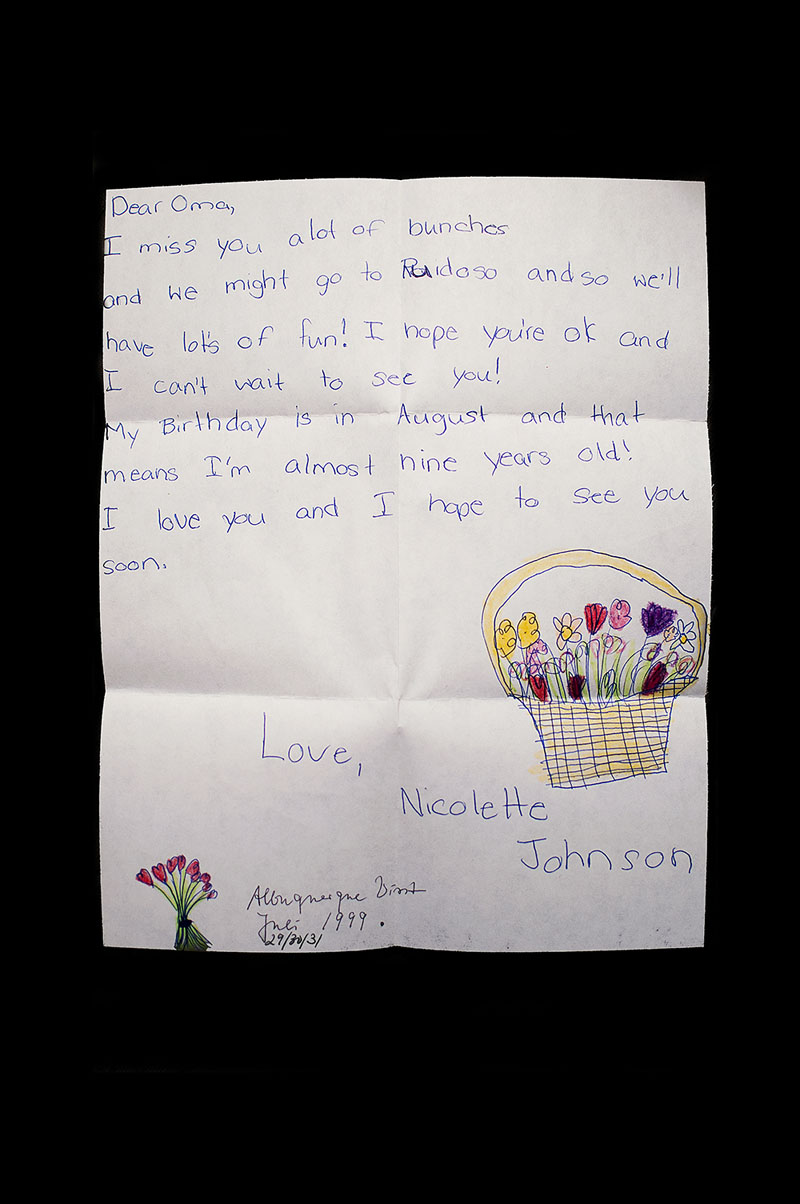 Dear Oma,
I miss you alot of bunches
and we might go to Ruidoso and so we'll
have lot's of fun! I hope you're ok and
I can't wait to see you!
My Birthday is in August and that
means I'm almost nine years old!
I love you and I hope to see you
soon.
Love,
Nicolette
Johnson
Albuquerque
Juli 1999.
29/30/31